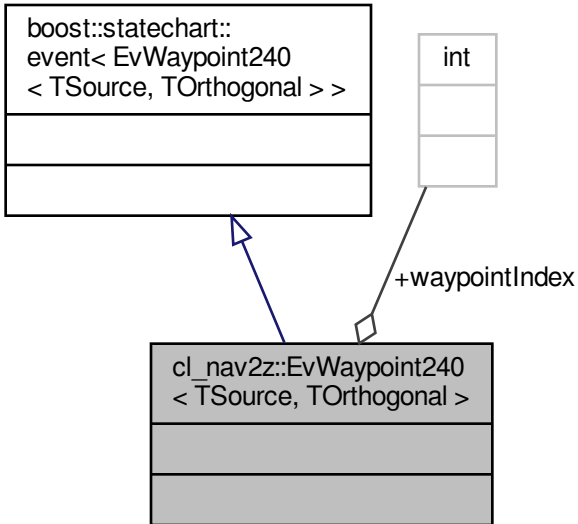 boost::statechart::
event< EvWaypoint240
< TSource, TOrthogonal > >
int
+waypointIndex
cl_nav2z::EvWaypoint240
< TSource, TOrthogonal >